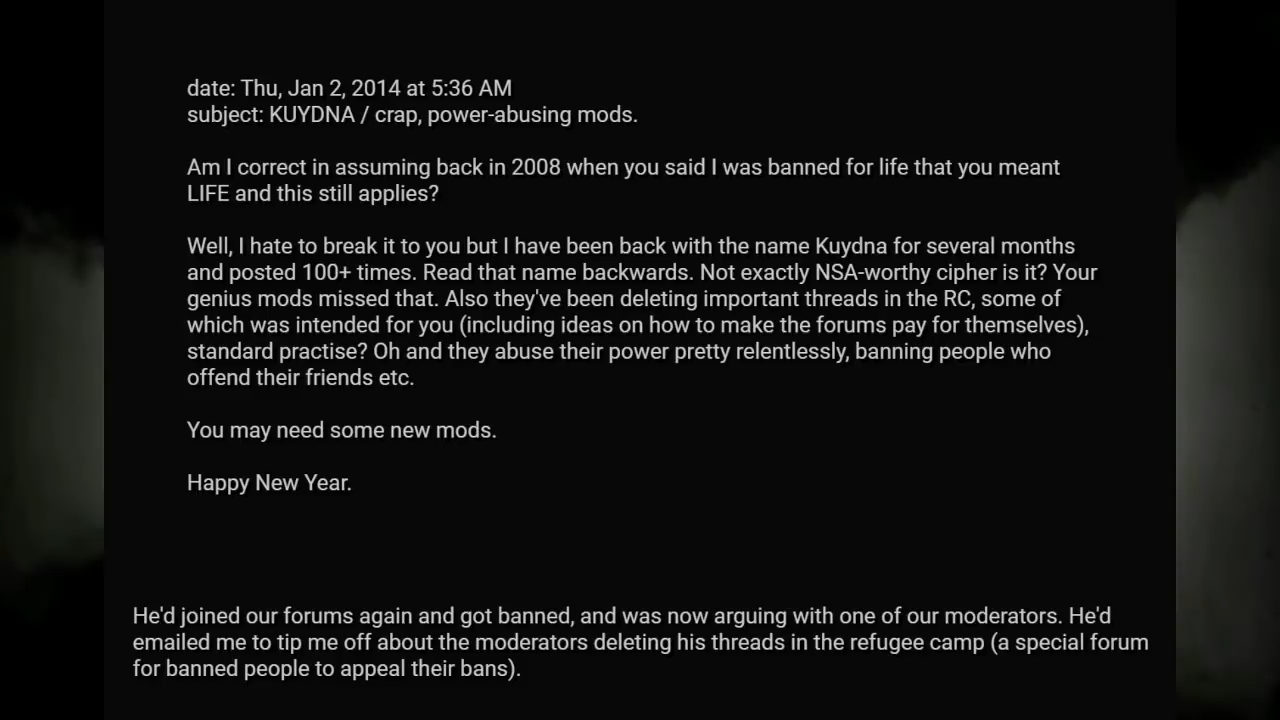 date: Thu, Jan 2, 2014 at 5:36 AM
subject: KUYDNA / crap, power-abusing mods.
Am I correct in assuming back in 2008 when you said I was banned for life that you meant
LIFE and this still applies?
Well, I hate to break it to you but I have been back with the name Kuydna for several months
and posted 100+ times. Read that name backwards. Not exactly NSA-worthy cipher is it? Your
genius mods missed that. Also they've been deleting important threads in the RC, some of
which was intended for you (including ideas on how to make the forums pay for themselves),
standard practise? Oh and they abuse their power pretty relentlessly, banning people who
offend their friends etc.
You may need some new mods.
Happy New Year.
He'd joined our forums again and got banned, and was now arguing with one of our moderators. He'd
emailed me to tip me off about the moderators deleting his threads in the refugee camp (a special forum
for banned people to appeal their bans).